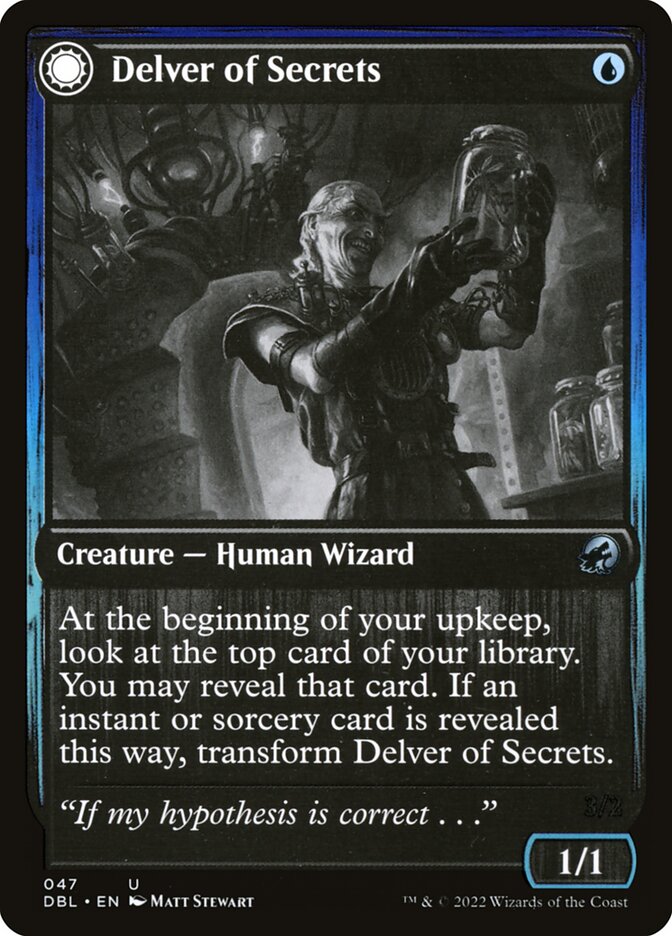 Delver of Secrets
Creature — Human Wizard
At the beginning of your upkeep,
look at the top card of your library.
You may reveal that card. If an
instant or sorcery card is revealed
this way, transform Delver of Secrets.
“If my hypothesis is correct . . .”
3/2
1/1
047 U
DBL • EN Matt Stewart
™ & © 2022 Wizards of the Coast